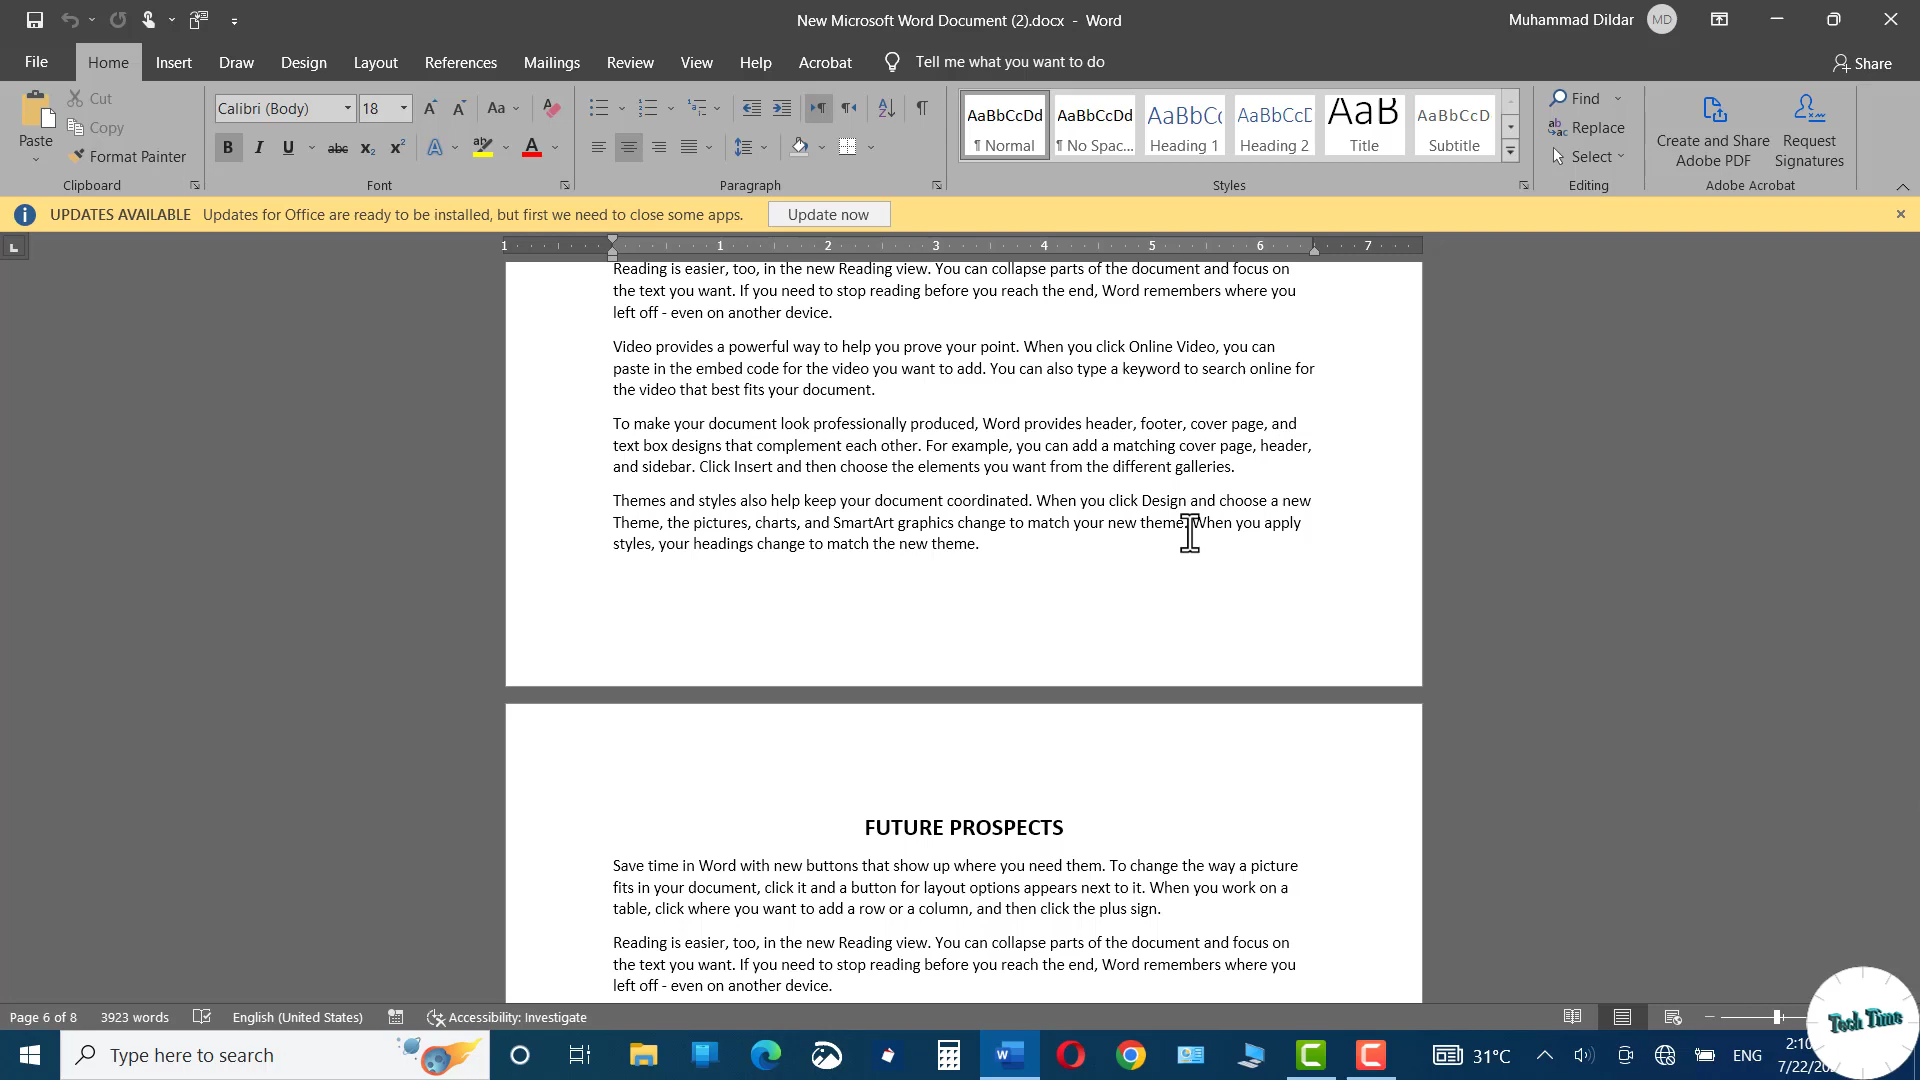 New Microsoft Word Document (2).docx - Word
Muhammad Dildar MD
File Home Insert Draw Design Layout References Mailings Review View Help Acrobat Tell me what you want to do Share
Paste
Cut
Copy
Format Painter
Clipboard
Calibri (Body) 18
Font
Paragraph
AaBbCcDd AaBbCcDd AaBbC AaBbCcD AaB AaBbCcD
¶ Normal ¶ No Spac... Heading 1 Heading 2 Title Subtitle
Styles
Find
Replace
Select
Editing
Create and Share
Adobe PDF
Request
Signatures
Adobe Acrobat
UPDATES AVAILABLE Updates for Office are ready to be installed, but first we need to close some apps. Update now
1 1 2 3 4 5 6 7
Reading is easier, too, in the new Reading view. You can collapse parts of the document and focus on
the text you want. If you need to stop reading before you reach the end, Word remembers where you
left off - even on another device.
Video provides a powerful way to help you prove your point. When you click Online Video, you can
paste in the embed code for the video you want to add. You can also type a keyword to search online for
the video that best fits your document.
To make your document look professionally produced, Word provides header, footer, cover page, and
text box designs that complement each other. For example, you can add a matching cover page, header,
and sidebar. Click Insert and then choose the elements you want from the different galleries.
Themes and styles also help keep your document coordinated. When you click Design and choose a new
Theme, the pictures, charts, and SmartArt graphics change to match your new theme. When you apply
styles, your headings change to match the new theme.
FUTURE PROSPECTS
Save time in Word with new buttons that show up where you need them. To change the way a picture
fits in your document, click it and a button for layout options appears next to it. When you work on a
table, click where you want to add a row or a column, and then click the plus sign.
Reading is easier, too, in the new Reading view. You can collapse parts of the document and focus on
the text you want. If you need to stop reading before you reach the end, Word remembers where you
left off - even on another device.
Page 6 of 8 3923 words English (United States) Accessibility: Investigate
Tech Time
Type here to search
31°C ENG
2:10
7/22/20